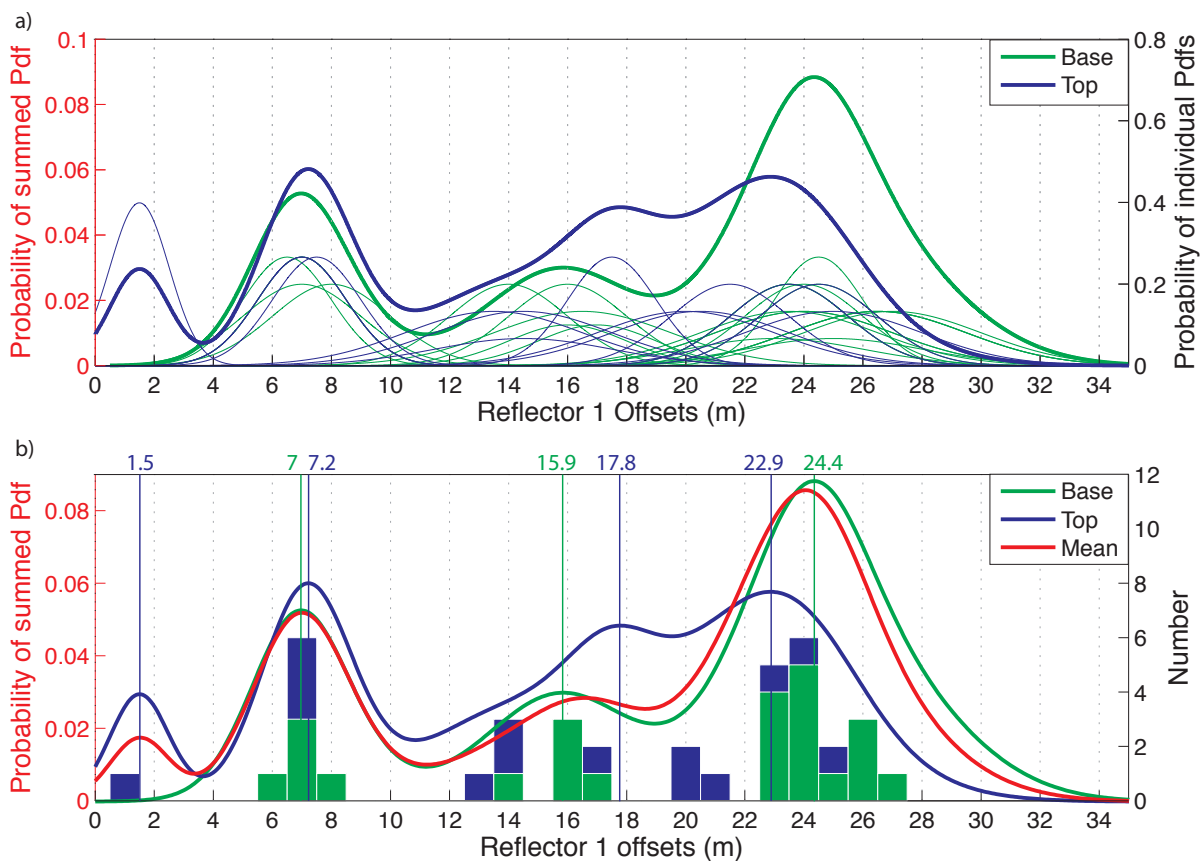 a)
Probability of summed Pdf
0.1
0.08
0.06
0.04
0.02
0
0.8
0.6
0.4
0.2
0
Probability of individual Pdfs
Base
Top
0 2 4 6 8 10 12 14 16 18 20 22 24 26 28 30 32 34
Reflector 1 Offsets (m)
b)
1.5 7 7.2 15.9 17.8 22.9 24.4
Probability of summed Pdf
0.08
0.06
0.04
0.02
0
12
10
8
6
4
2
0
Number
Base
Top
Mean
0 2 4 6 8 10 12 14 16 18 20 22 24 26 28 30 32 34
Reflector 1 offsets (m)